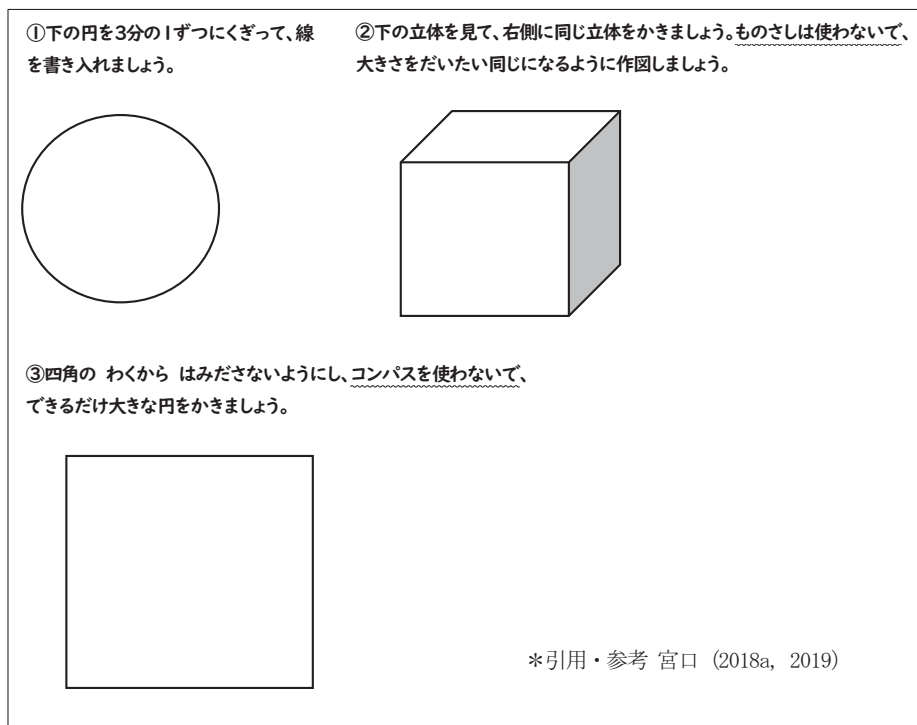 ①下の円を3分の1ずつにくぎって、線
を書き入れましょう。
②下の立体を見て、右側に同じ立体をかきましょう。ものさしは使わないで、
大きさをだいたい同じになるように作図しましょう。
③四角の わくから はみださないようにし、コンパスを使わないで、
できるだけ大きな円をかきましょう。
＊引用・参考 宮口 (2018a, 2019)